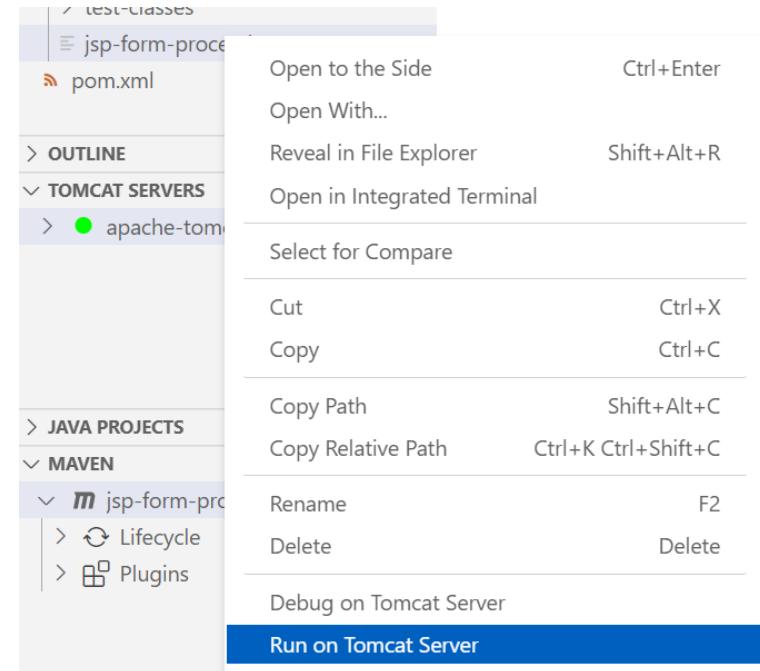 test-classes
jsp-form-proce
pom.xml
OUTLINE
TOMCAT SERVERS
apache-tom
JAVA PROJECTS
MAVEN
jsp-form-pro
Lifecycle
Plugins
Open to the Side Ctrl+Enter
Open With...
Reveal in File Explorer Shift+Alt+R
Open in Integrated Terminal
Select for Compare
Cut Ctrl+X
Copy Ctrl+C
Copy Path Shift+Alt+C
Copy Relative Path Ctrl+K Ctrl+Shift+C
Rename F2
Delete Delete
Debug on Tomcat Server
Run on Tomcat Server